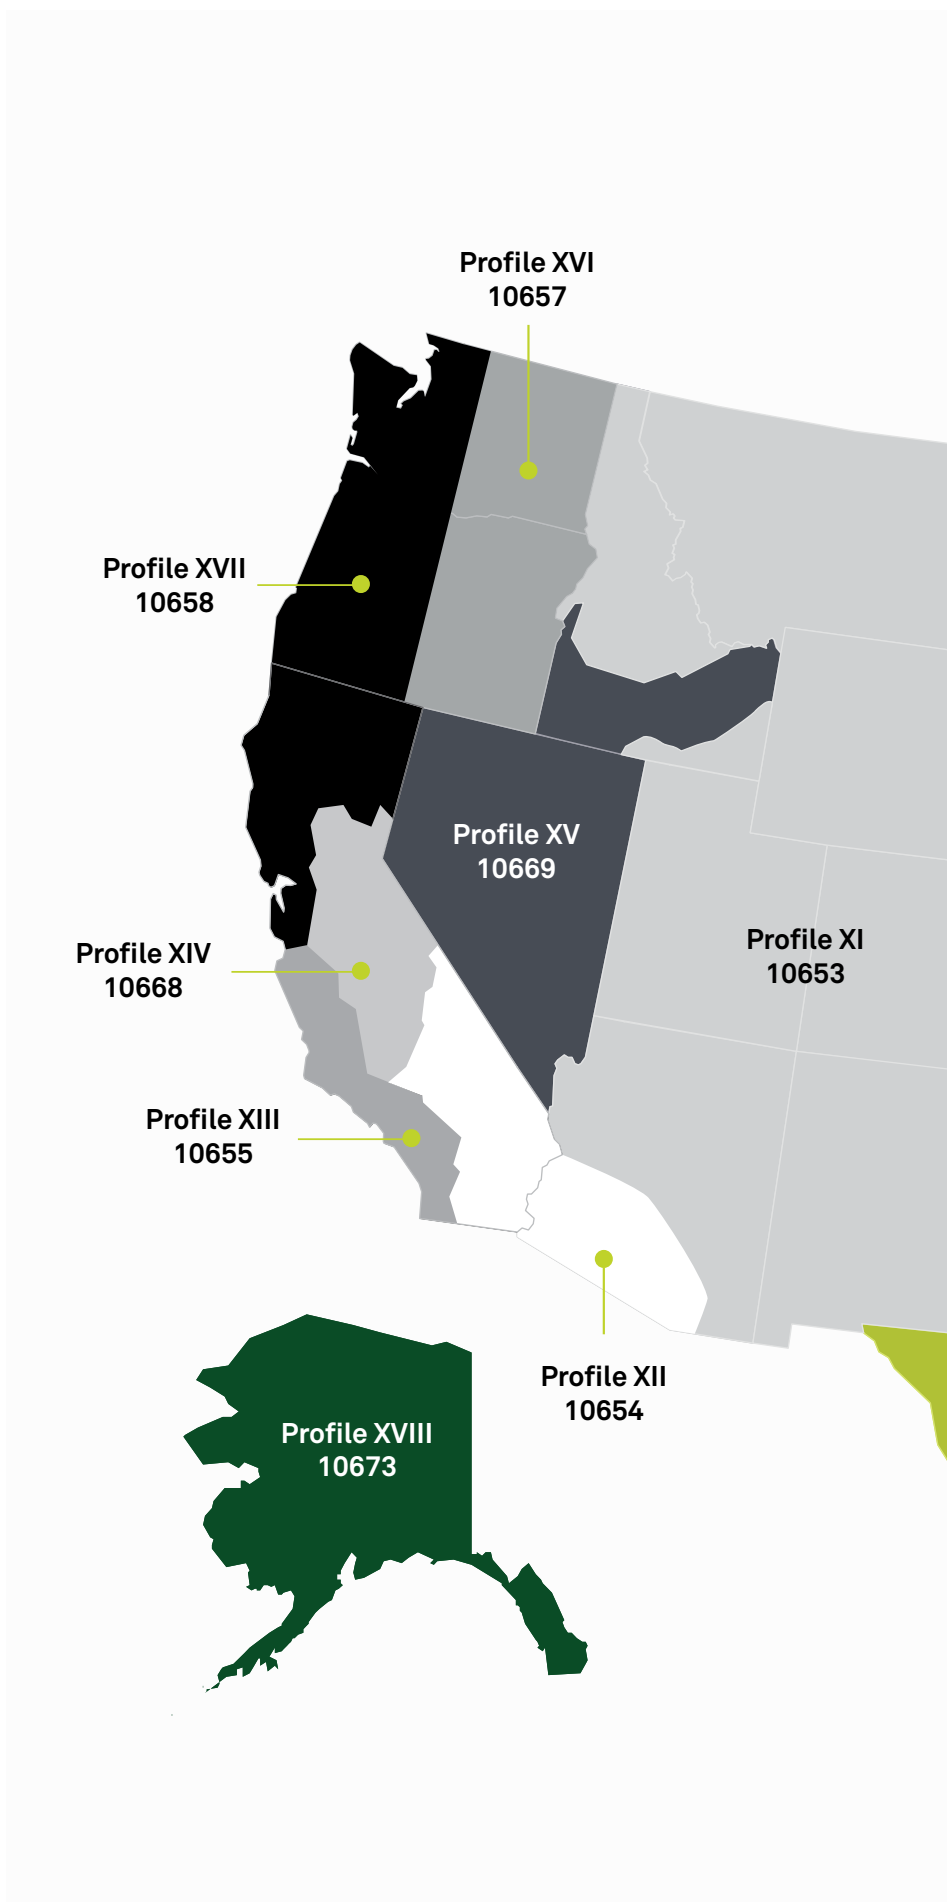 Profile XVI
10657
Profile XVII
10658
Profile XV
10669
Profile XI
10653
Profile XIV
10668
Profile XIII
10655
Profile XII
10654
Profile XVIII
10673